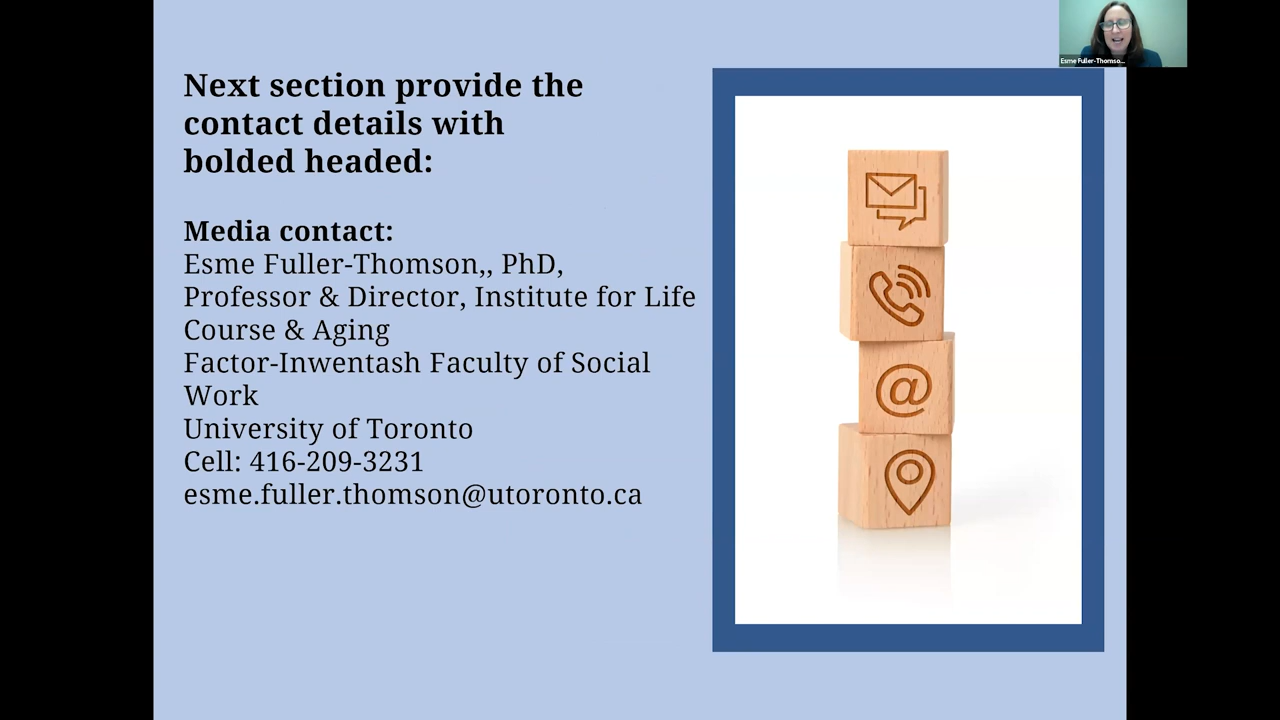 Next section provide the
contact details with
bolded headed:
Media contact:
Esme Fuller-Thomson,, PhD,
Professor & Director, Institute for Life
Course & Aging
Factor-Inwentash Faculty of Social
Work
University of Toronto
Cell: 416-209-3231
esme.fuller.thomson@utoronto.ca
Esme Fuller-Thomso...
@